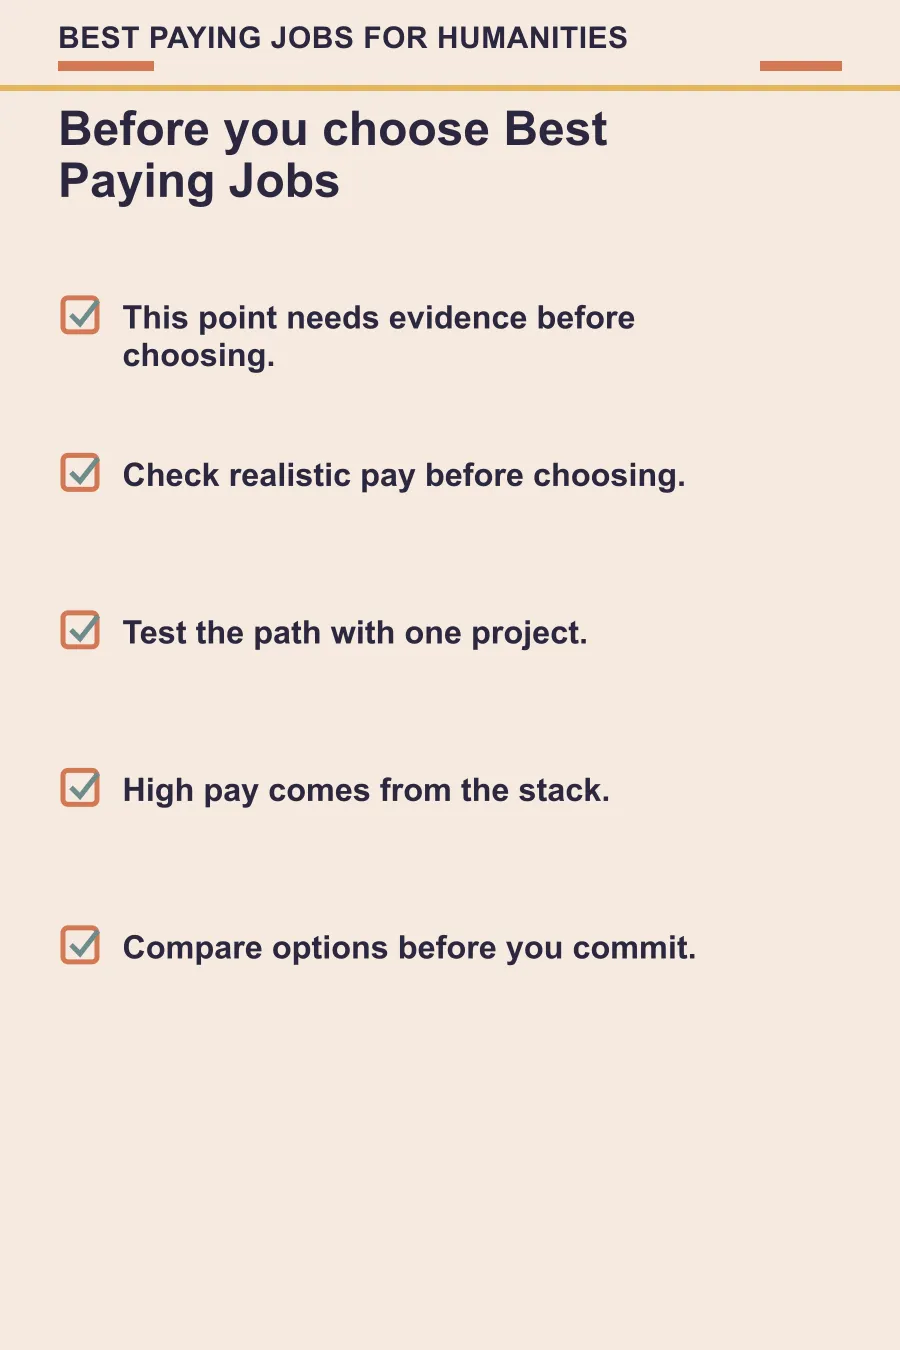 BEST PAYING JOBS FOR HUMANITIES
Before you choose Best
Paying Jobs
This point needs evidence before
choosing.
Check realistic pay before choosing.
Test the path with one project.
High pay comes from the stack.
Compare options before you commit.